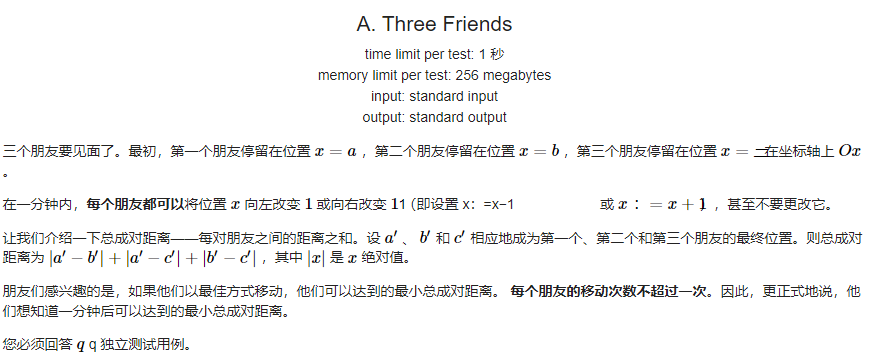 A. Three Friends
time limit per test: 1 秒
memory limit per test: 256 megabytes
input: standard input
output: standard output
三个朋友要见面了。最初，第一个朋友停留在位置 x = a ，第二个朋友停留在位置 x = b ，第三个朋友停留在位置 x = 在坐标轴上 Ox
。
在一分钟内，每个朋友都可以将位置 x 向左改变 1 或向右改变 11 (即设置 x：=x−1 或 x ：= x + 1 ，甚至不要更改它。
让我们介绍一下总成对距离——每对朋友之间的距离之和。设 a′ 、 b′ 和 c′ 相应地成为第一个、第二个和第三个朋友的最终位置。则总成对
距离为 |a′ − b′| + |a′ − c′| + |b′ − c′| ，其中 |x| 是 x 绝对值。
朋友们感兴趣的是，如果他们以最佳方式移动，他们可以达到的最小总成对距离。 每个朋友的移动次数不超过一次。因此，更正式地说，他
们想知道一分钟后可以达到的最小总成对距离。
您必须回答 q q 独立测试用例。